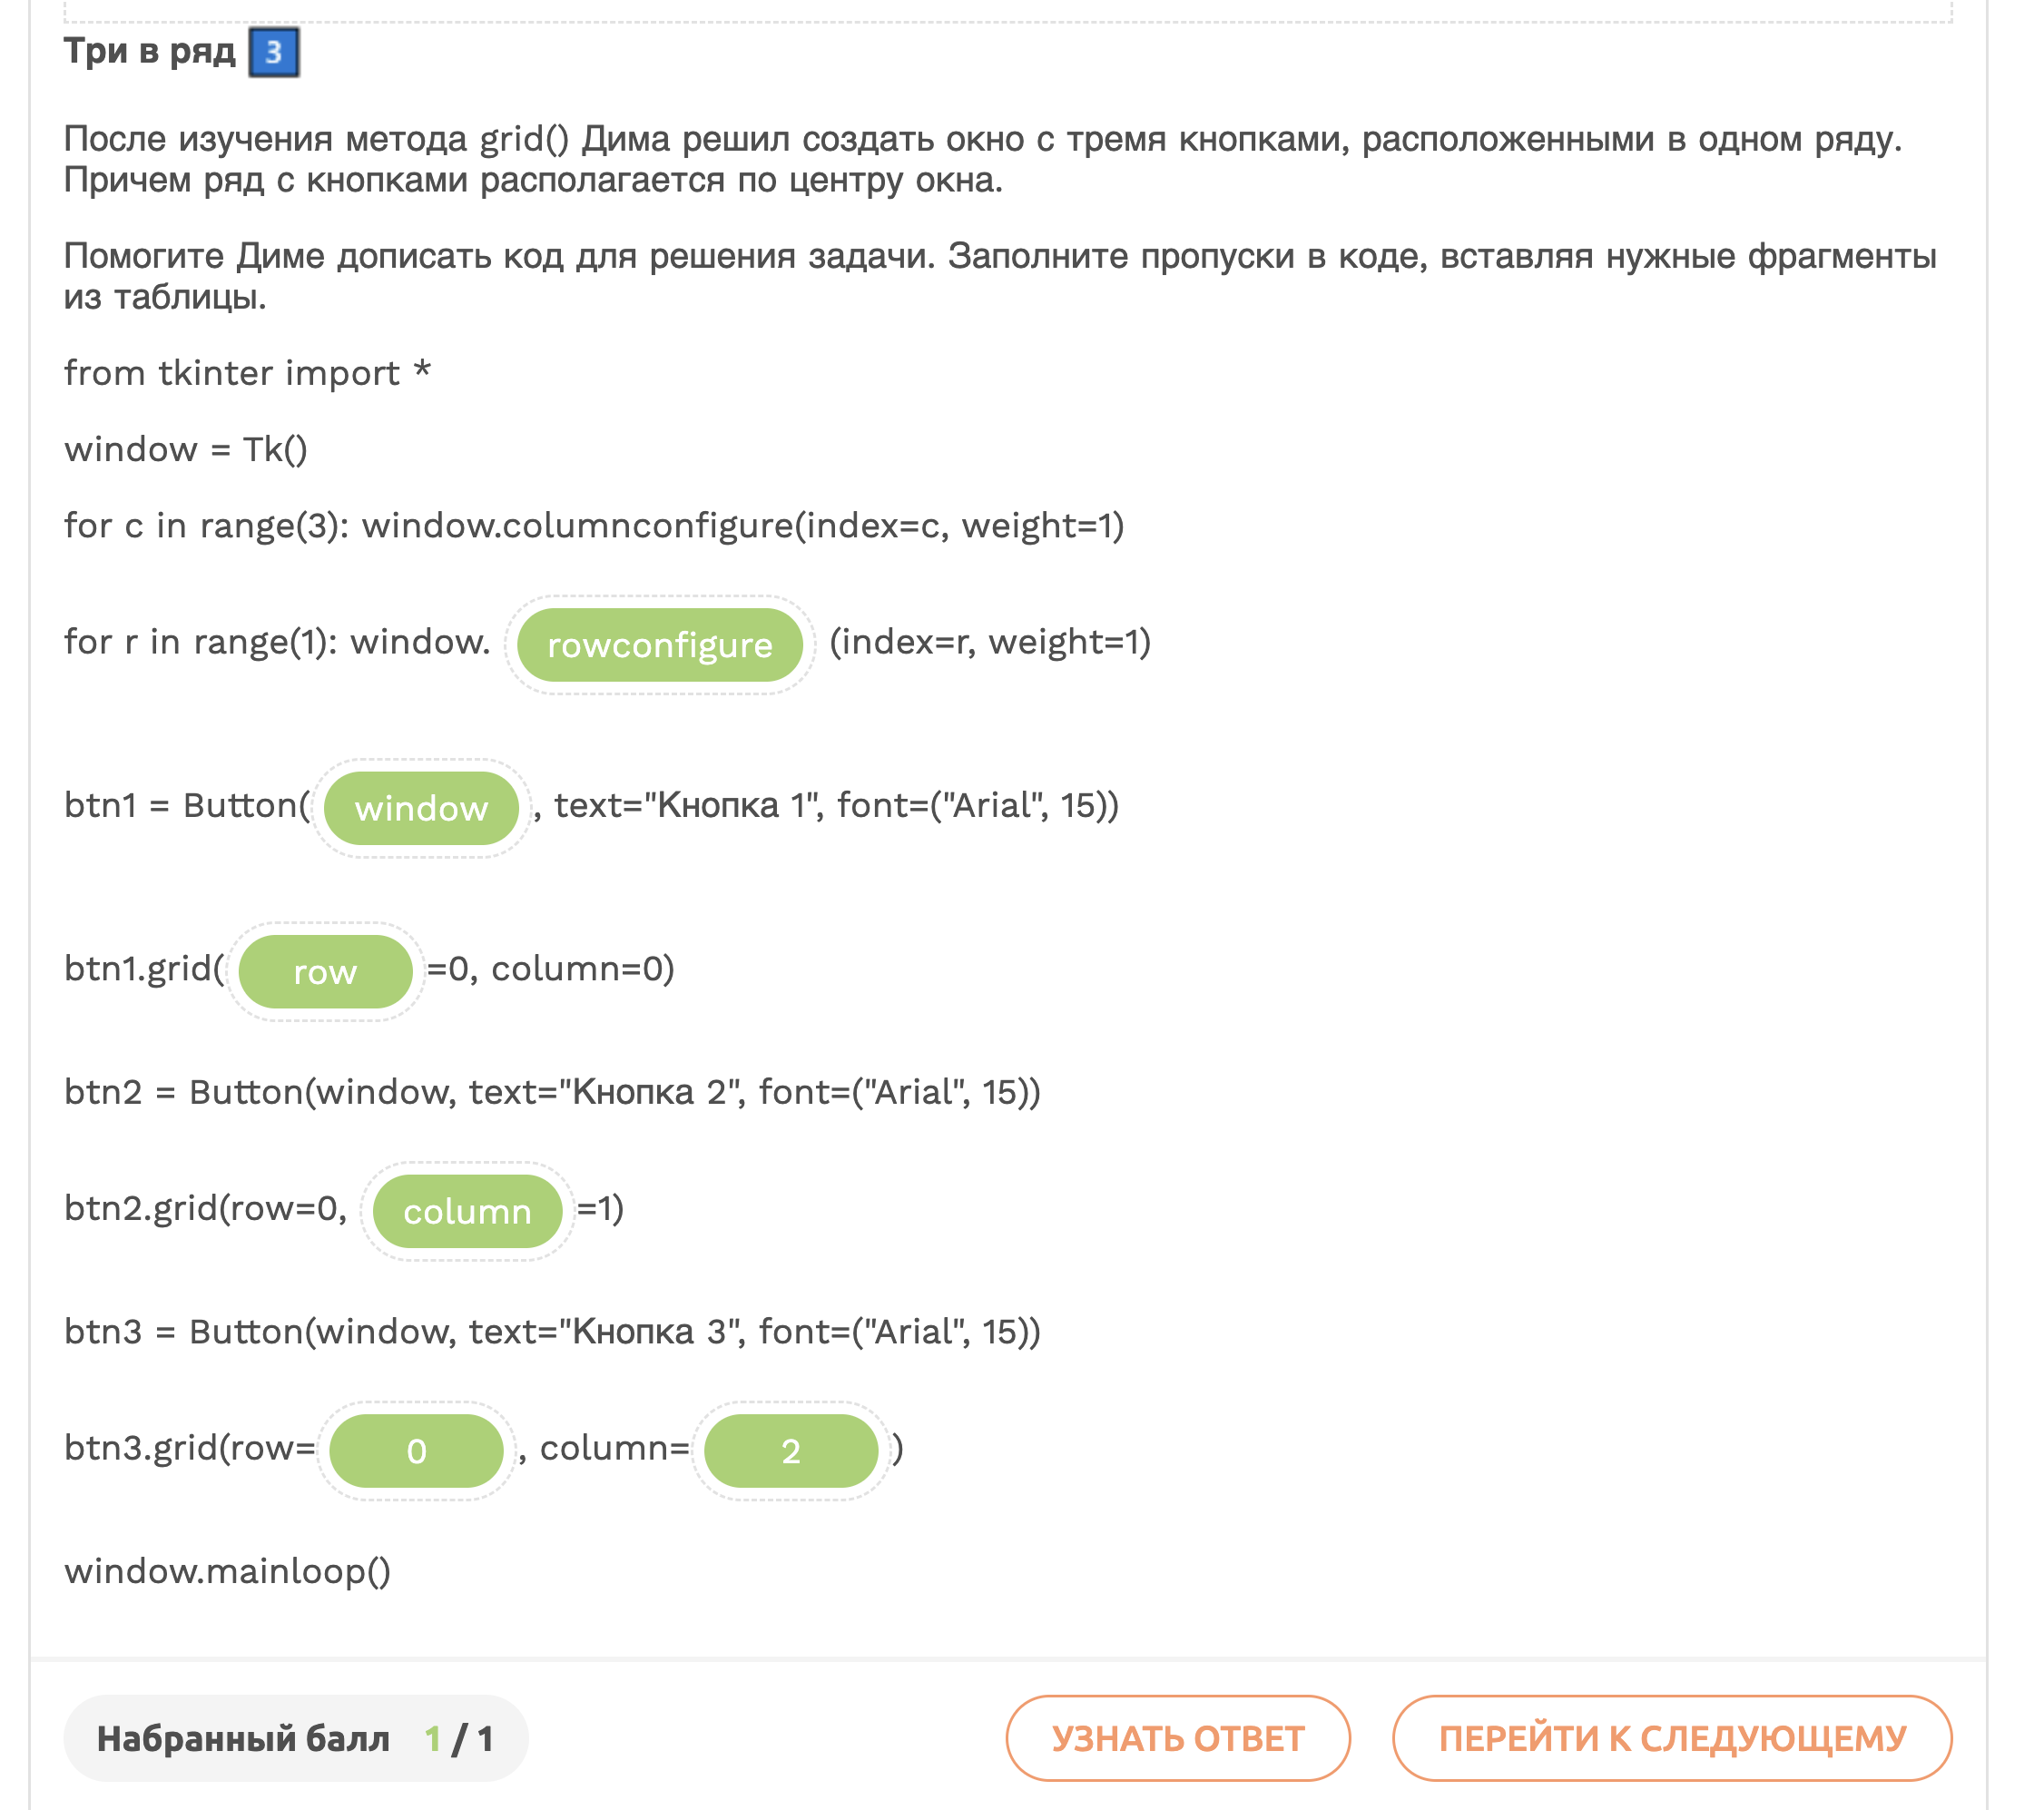 Три в ряд 3
После изучения метода grid() Дима решил создать окно с тремя кнопками, расположенными в одном ряду.
Причем ряд с кнопками располагается по центру окна.
Помогите Диме дописать код для решения задачи. Заполните пропуски в коде, вставляя нужные фрагменты
из таблицы.
from tkinter import *
window = Tk()
for c in range(3): window.columnconfigure(index=c, weight=1)
for r in range(1): window. rowconfigure (index=r, weight=1)
btn1 = Button( window , text="Кнопка 1", font=("Arial", 15))
btn1.grid( row =0, column=0)
btn2 = Button(window, text="Кнопка 2", font=("Arial", 15))
btn2.grid(row=0, column =1)
btn3 = Button(window, text="Кнопка 3", font=("Arial", 15))
btn3.grid(row= 0 , column= 2 )
window.mainloop()
Набранный балл 1 / 1 УЗНАТЬ ОТВЕТ ПЕРЕЙТИ К СЛЕДУЮЩЕМУ